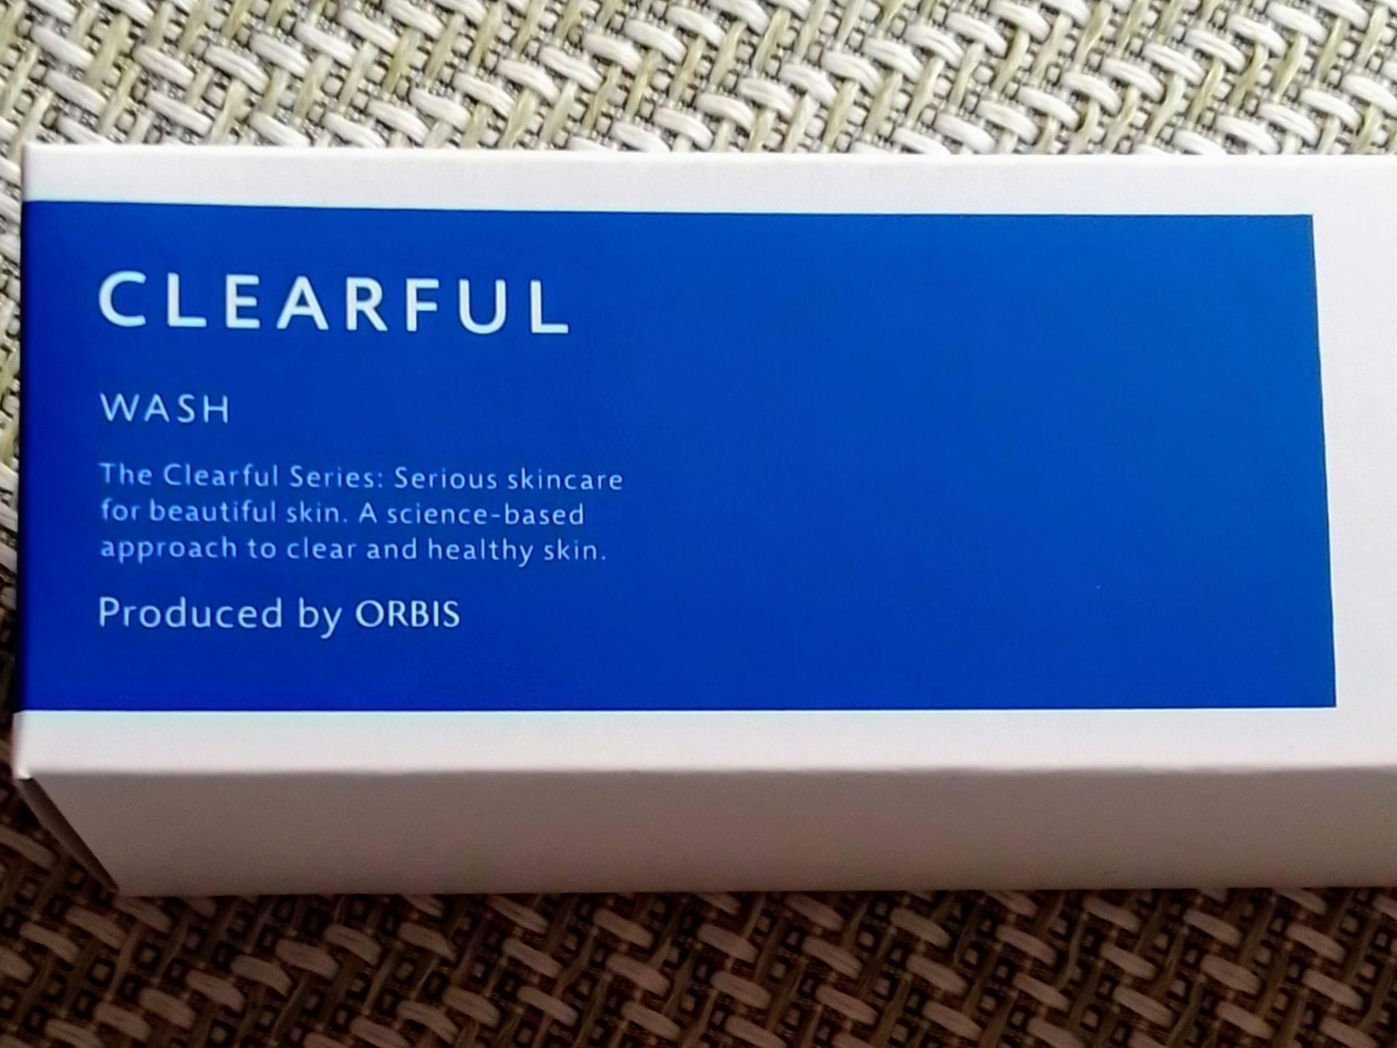 CLEARFUL
WASH
The Clearful Series: Serious skincare
for beautiful skin. A science-based
approach to clear and healthy skin.
Produced by ORBIS